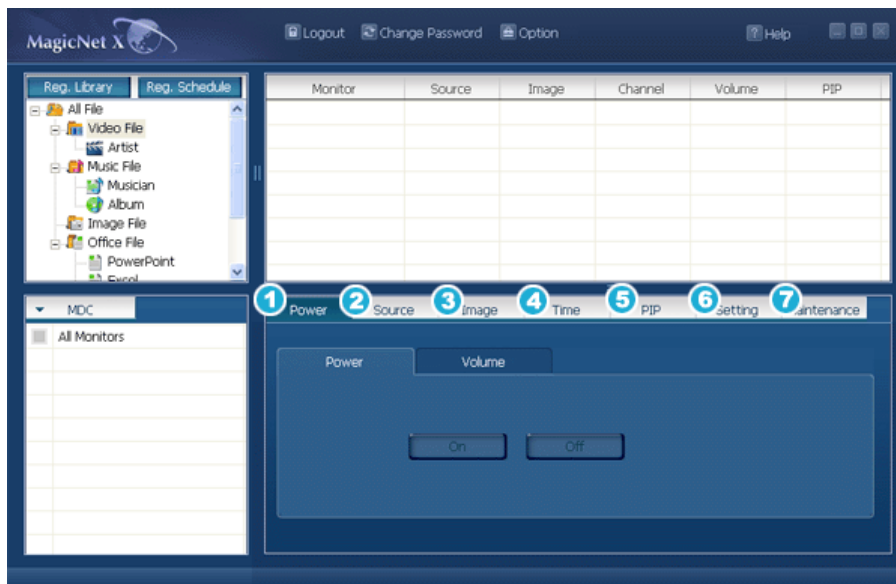 MagicNet X
Logout Change Password Option Help
Reg. Library Reg. Schedule
All File
Video File
Artist
Music File
Musician
Album
Image File
Office File
PowerPoint
Excel
Monitor Source Image Channel Volume PIP
MDC
All Monitors
1 Power 2 Source 3 Image 4 Time 5 PIP 6 Setting 7 aintenance
Power Volume
On Off